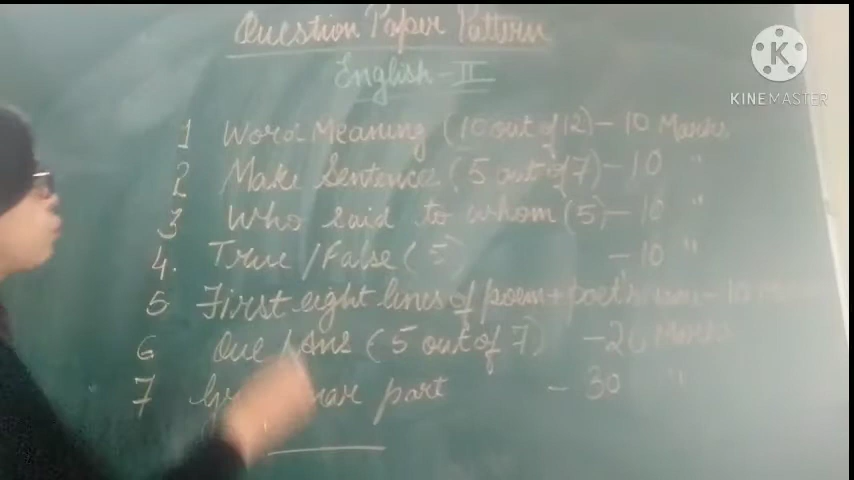 Question Paper Pattern
English-II
1 Word Meaning (10 out of 12) - 10 Marks
2 Make Sentence (5 out of 7) - 10 "
3 Who said to whom (5) - 10 "
4. True/False (5) - 10 "
5 First eight lines of poem + poet's name - 10
6 Que/Ans (5 out of 7) - 20 Marks
7 part - 30 "
K
KINEMASTER